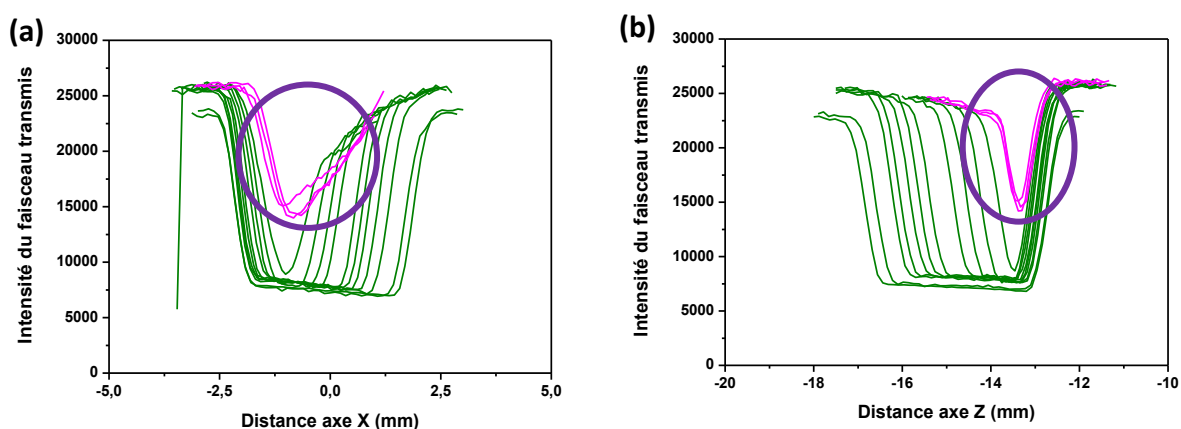 (a)
30000
25000
20000
15000
10000
5000
0
-5,0 -2,5 0,0 2,5 5,0
Distance axe X (mm)
Intensité du faisceau transmis
(b)
30000
25000
20000
15000
10000
5000
0
-20 -18 -16 -14 -12 -10
Distance axe Z (mm)
Intensité du faisceau transmis